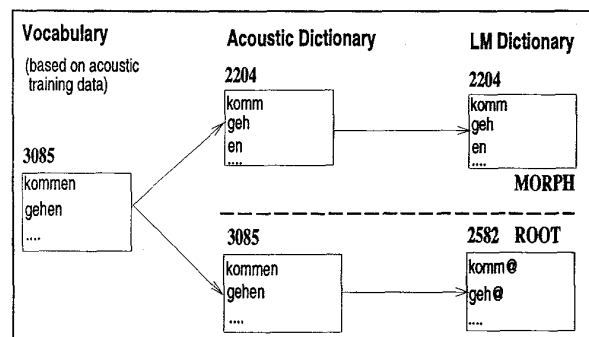 Vocabulary
(based on acoustic
training data)
3085
kommen
gehen
....
Acoustic Dictionary
2204
komm
geh
en
....
LM Dictionary
2204
komm
geh
en
....
MORPH
3085
kommen
gehen
....
2582 ROOT
komm@
geh@
....